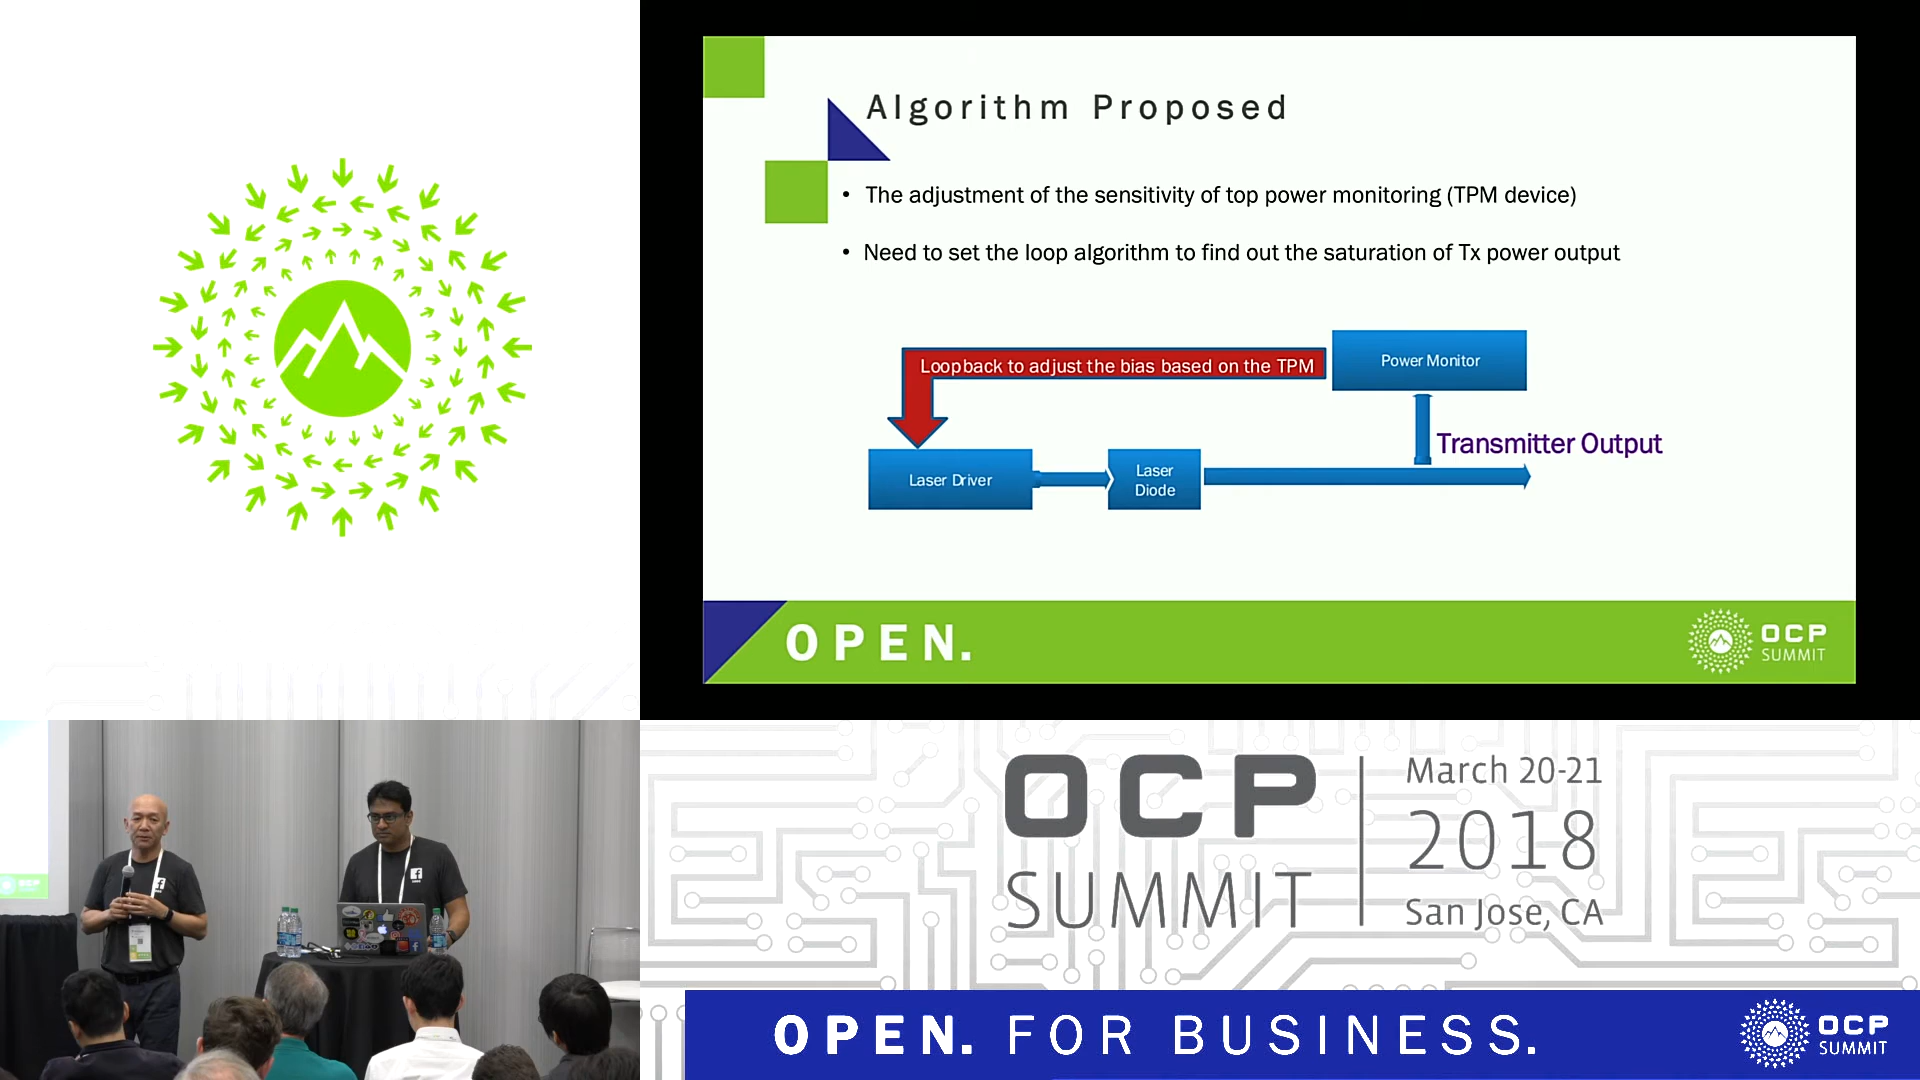 Algorithm Proposed
• The adjustment of the sensitivity of top power monitoring (TPM device)
• Need to set the loop algorithm to find out the saturation of Tx power output
Loopback to adjust the bias based on the TPM
Power Monitor
Transmitter Output
Laser Driver
Laser
Diode
OPEN.
OCP
SUMMIT
OCP
SUMMIT
March 20-21
2018
San Jose, CA
OPEN. FOR BUSINESS.
OCP
SUMMIT